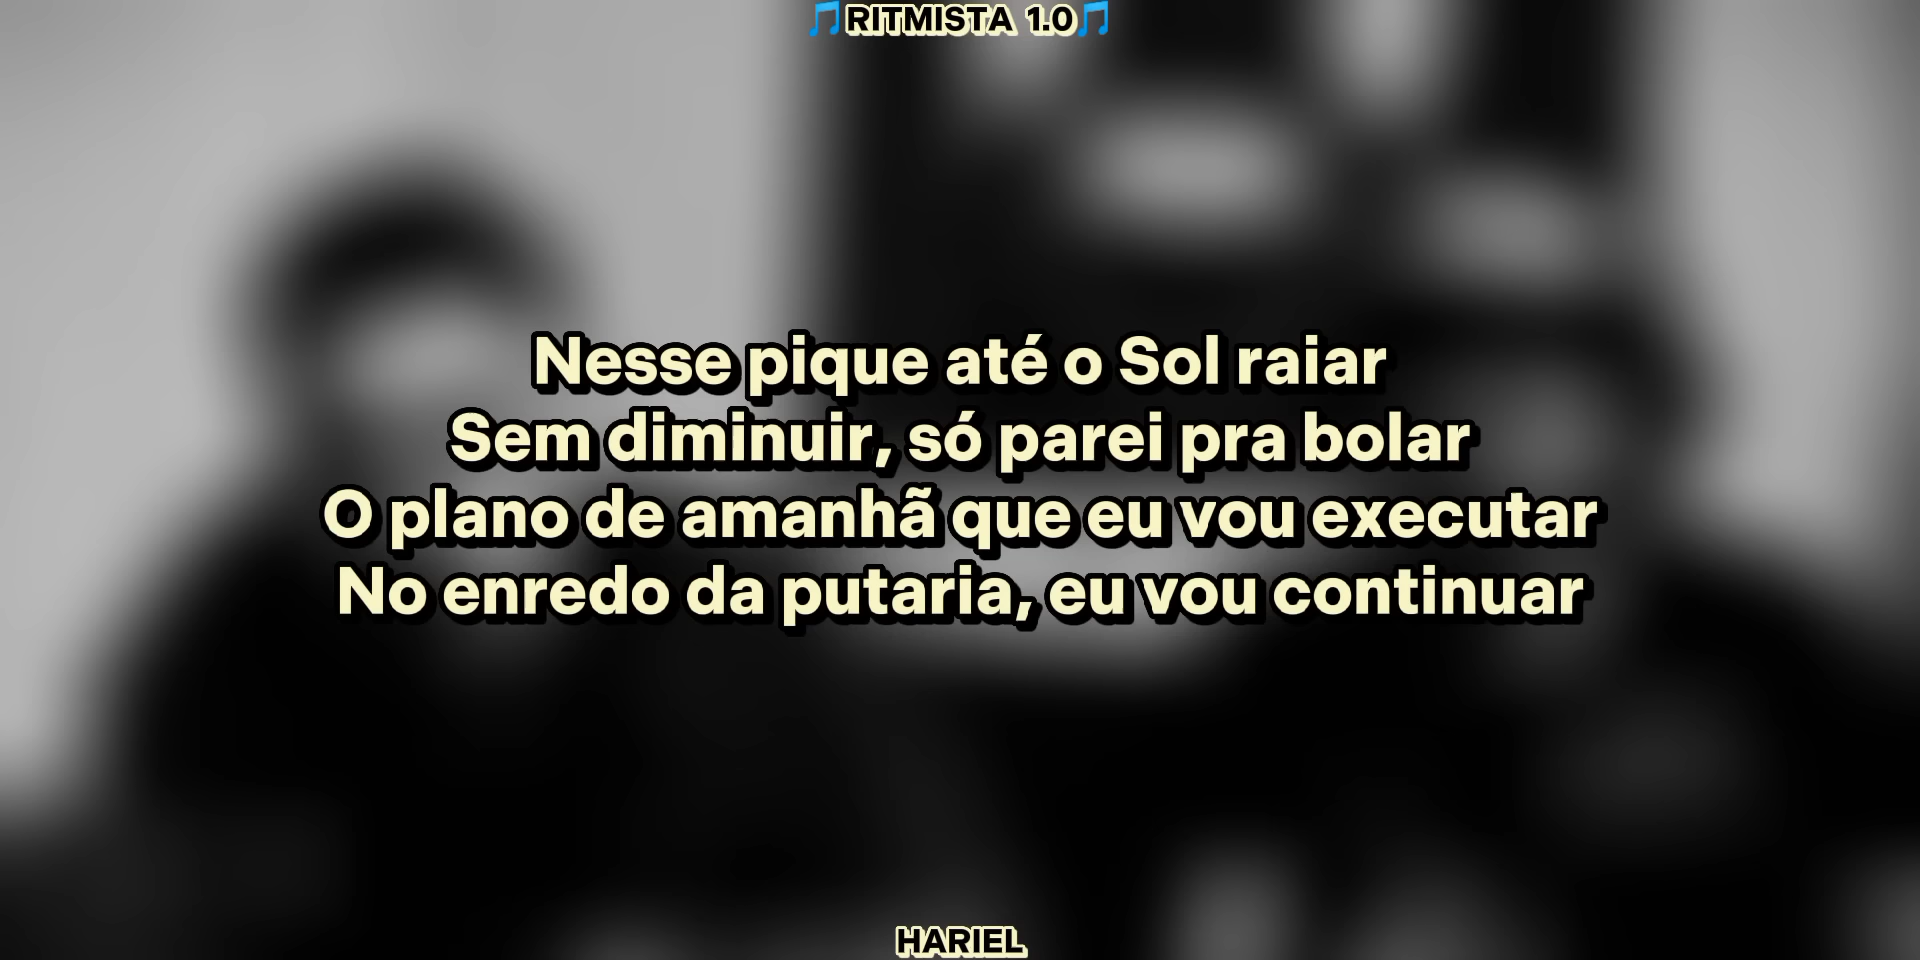 🎵RITMISTA 1.0🎵
Nesse pique até o Sol raiar
Sem diminuir, só parei pra bolar
O plano de amanhã que eu vou executar
No enredo da putaria, eu vou continuar
HARIEL